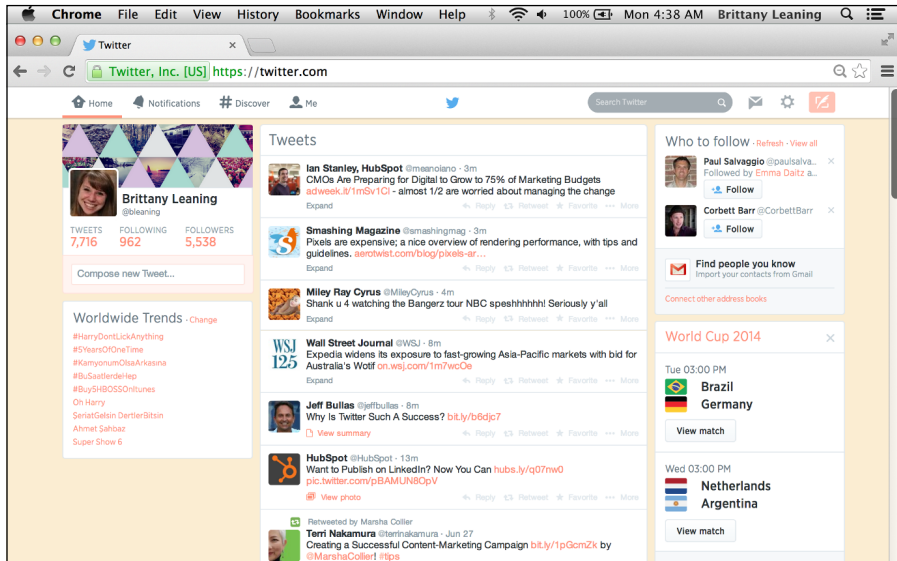 Chrome File Edit View History Bookmarks Window Help 100% Mon 4:38 AM Brittany Leaning
Twitter
Twitter, Inc. [US] https://twitter.com
Home Notifications # Discover Me Search Twitter
Brittany Leaning
@bleaning
TWEETS FOLLOWING FOLLOWERS
7,716 962 5,538
Compose new Tweet...
Worldwide Trends · Change
#HarryDontLickAnything
#5YearsOfOneTime
#KamyonumOlsaArkasına
#BuSaatlerdeHep
#Buy5HBOSSOnItunes
Oh Harry
ŞeriatGelsin DertlerBitsin
Ahmet Şahbaz
Super Show 6
Tweets
Ian Stanley, HubSpot @meanoiano · 3m
CMOs Are Preparing for Digital to Grow to 75% of Marketing Budgets
adweek.it/1mSv1Cl - almost 1/2 are worried about managing the change
Expand Reply Retweet Favorite More
Smashing Magazine @smashingmag · 3m
Pixels are expensive; a nice overview of rendering performance, with tips and
guidelines. aerotwist.com/blog/pixels-ar…
Expand Reply Retweet Favorite More
Miley Ray Cyrus @MileyCyrus · 4m
Shank u 4 watching the Bangerz tour NBC speshhhhhh! Seriously y'all
Expand Reply Retweet Favorite More
WSJ
125
Wall Street Journal @WSJ · 8m
Expedia widens its exposure to fast-growing Asia-Pacific markets with bid for
Australia's Wotif on.wsj.com/1m7wcOe
Expand Reply Retweet Favorite More
Jeff Bullas @jeffbullas · 8m
Why Is Twitter Such A Success? bit.ly/b6djc7
View summary Reply Retweet Favorite More
HubSpot @HubSpot · 13m
Want to Publish on LinkedIn? Now You Can hubs.ly/q07nw0
pic.twitter.com/pBAMUN8OpV
View photo Reply Retweet Favorite More
Retweeted by Marsha Collier
Terri Nakamura @terrinakamura · Jun 27
Creating a Successful Content-Marketing Campaign bit.ly/1pGcmZk by
@MarshaCollier! #tips
Who to follow · Refresh · View all
Paul Salvaggio @paulsalva...
Followed by Emma Daitz a...
Follow
Corbett Barr @CorbettBarr
Follow
Find people you know
Import your contacts from Gmail
Connect other address books
World Cup 2014
Tue 03:00 PM
Brazil
Germany
View match
Wed 03:00 PM
Netherlands
Argentina
View match